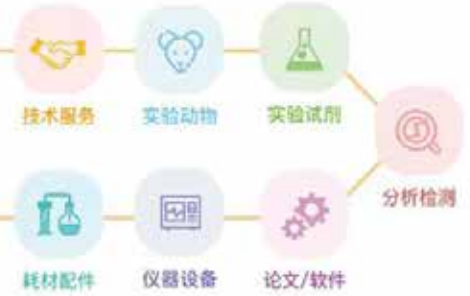 技术服务
实验动物
实验试剂
分析检测
耗材配件
仪器设备
论文/软件